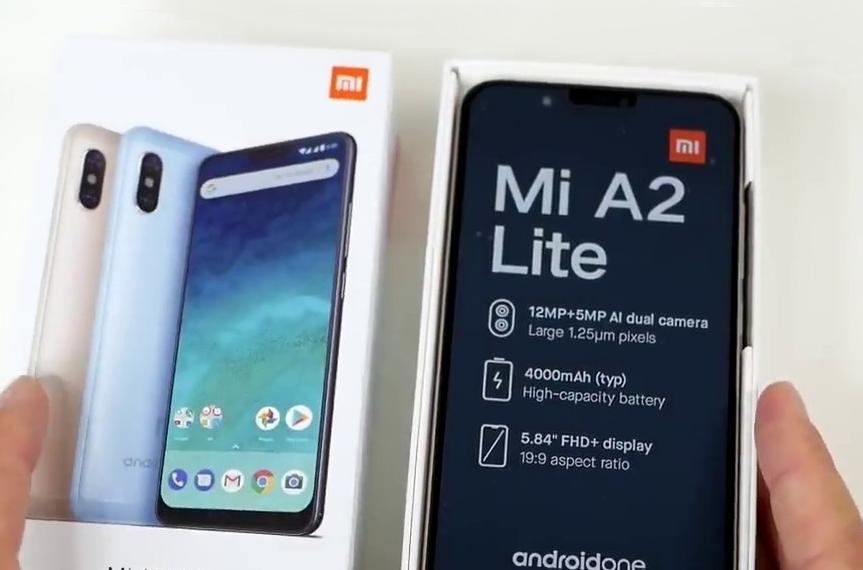 mi
mi
Mi A2
Lite
12MP+5MP AI dual camera
Large 1.25µm pixels
4000mAh (typ)
High-capacity battery
5.84" FHD+ display
19:9 aspect ratio
androidone